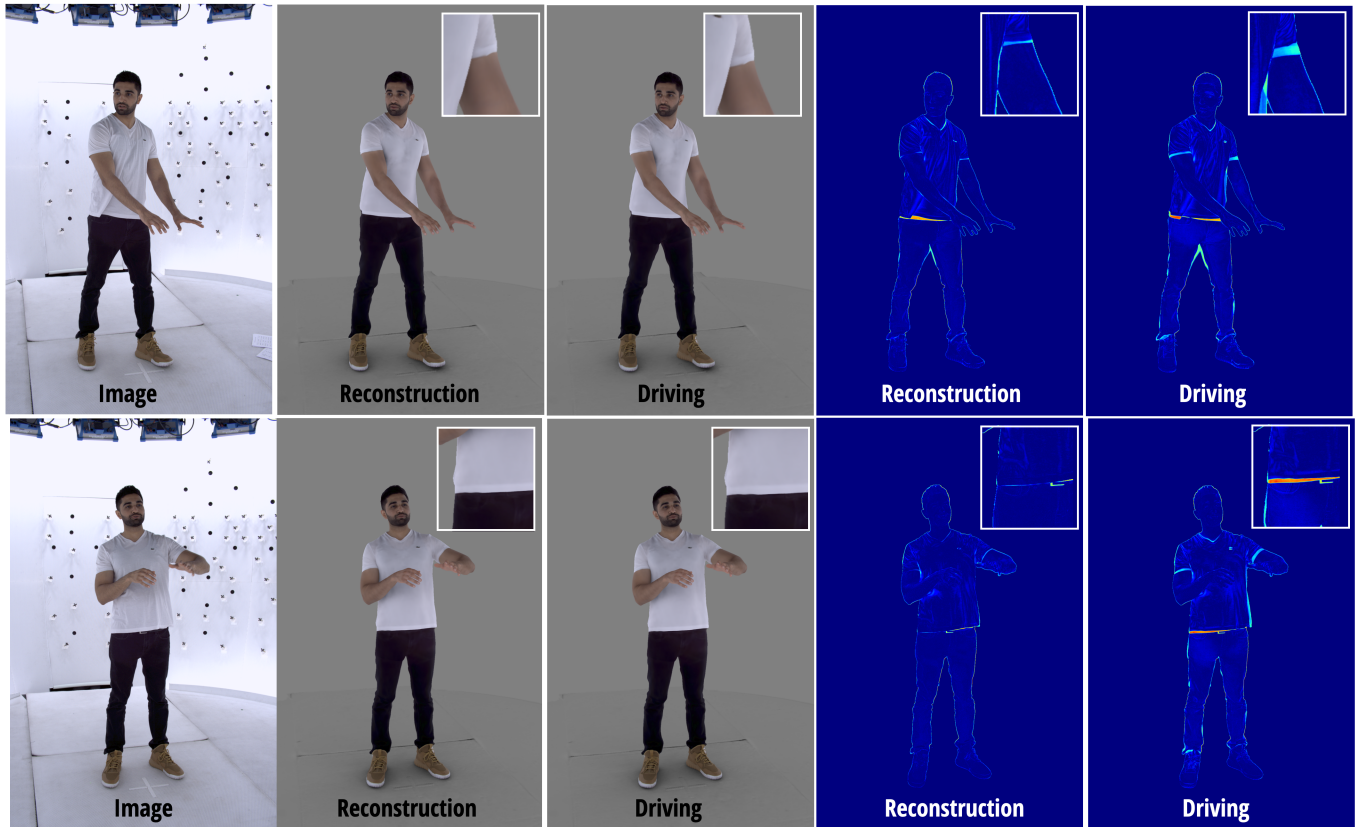 Image
Reconstruction
Driving
Reconstruction
Driving
Image
Reconstruction
Driving
Reconstruction
Driving